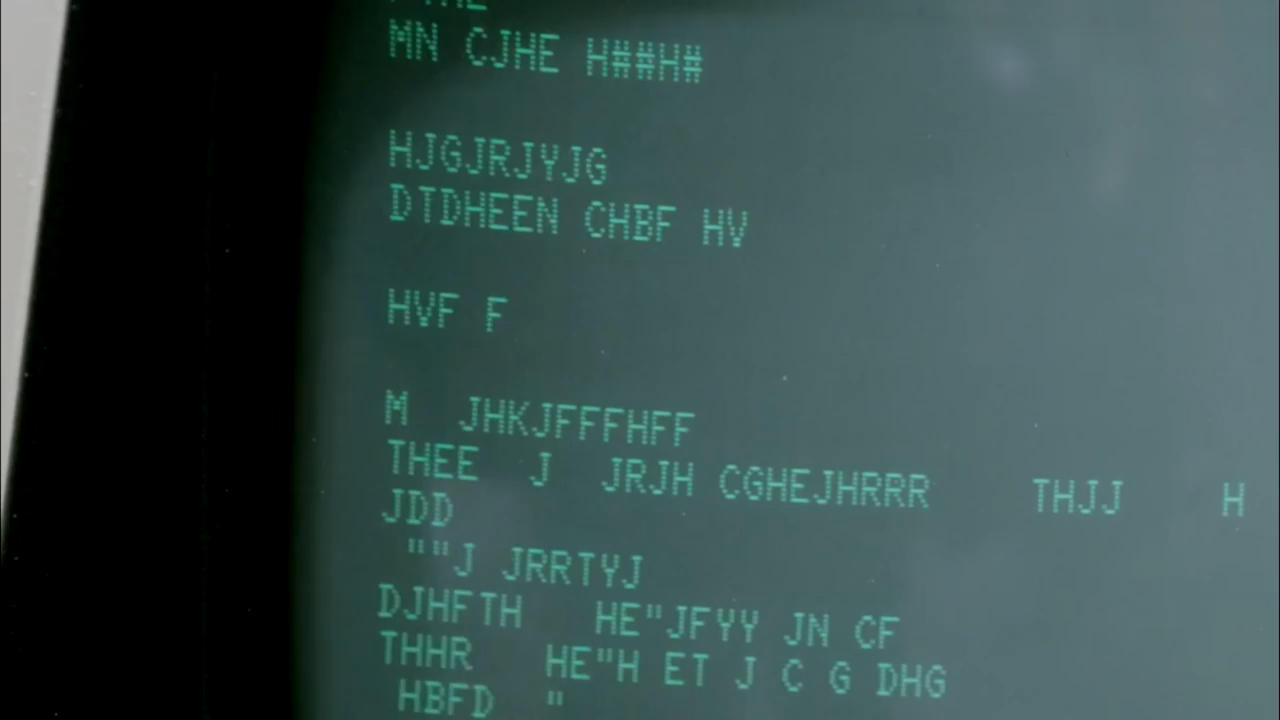 MN CJHE H##H#
HJGJRJYJG
DTDHEEN CHBF HV
HVF F
M  JHKJFFFHFF
THEE  J  JRJH CGHEJHRRR    THJJ    H
JDD
""J JRRTYJ
DJHFTH   HE"JFYY JN CF
THHR   HE"H ET J C G DHG
HBFD  "